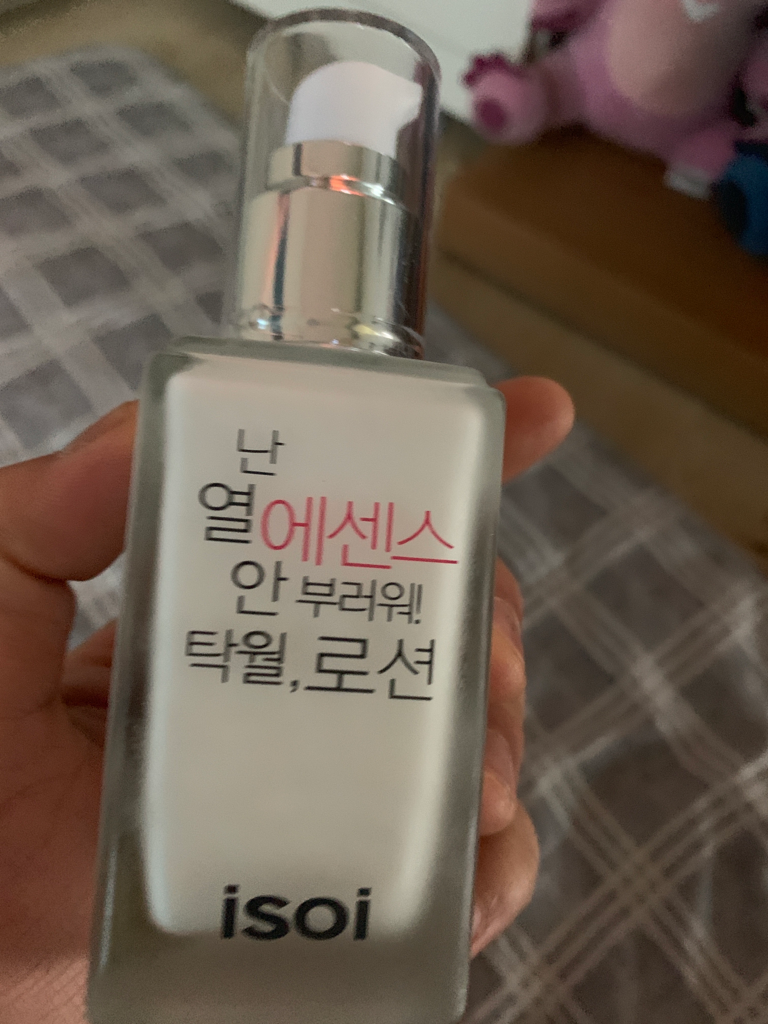 난
열 에센스
안 부러워!
탁월, 로션
isoi